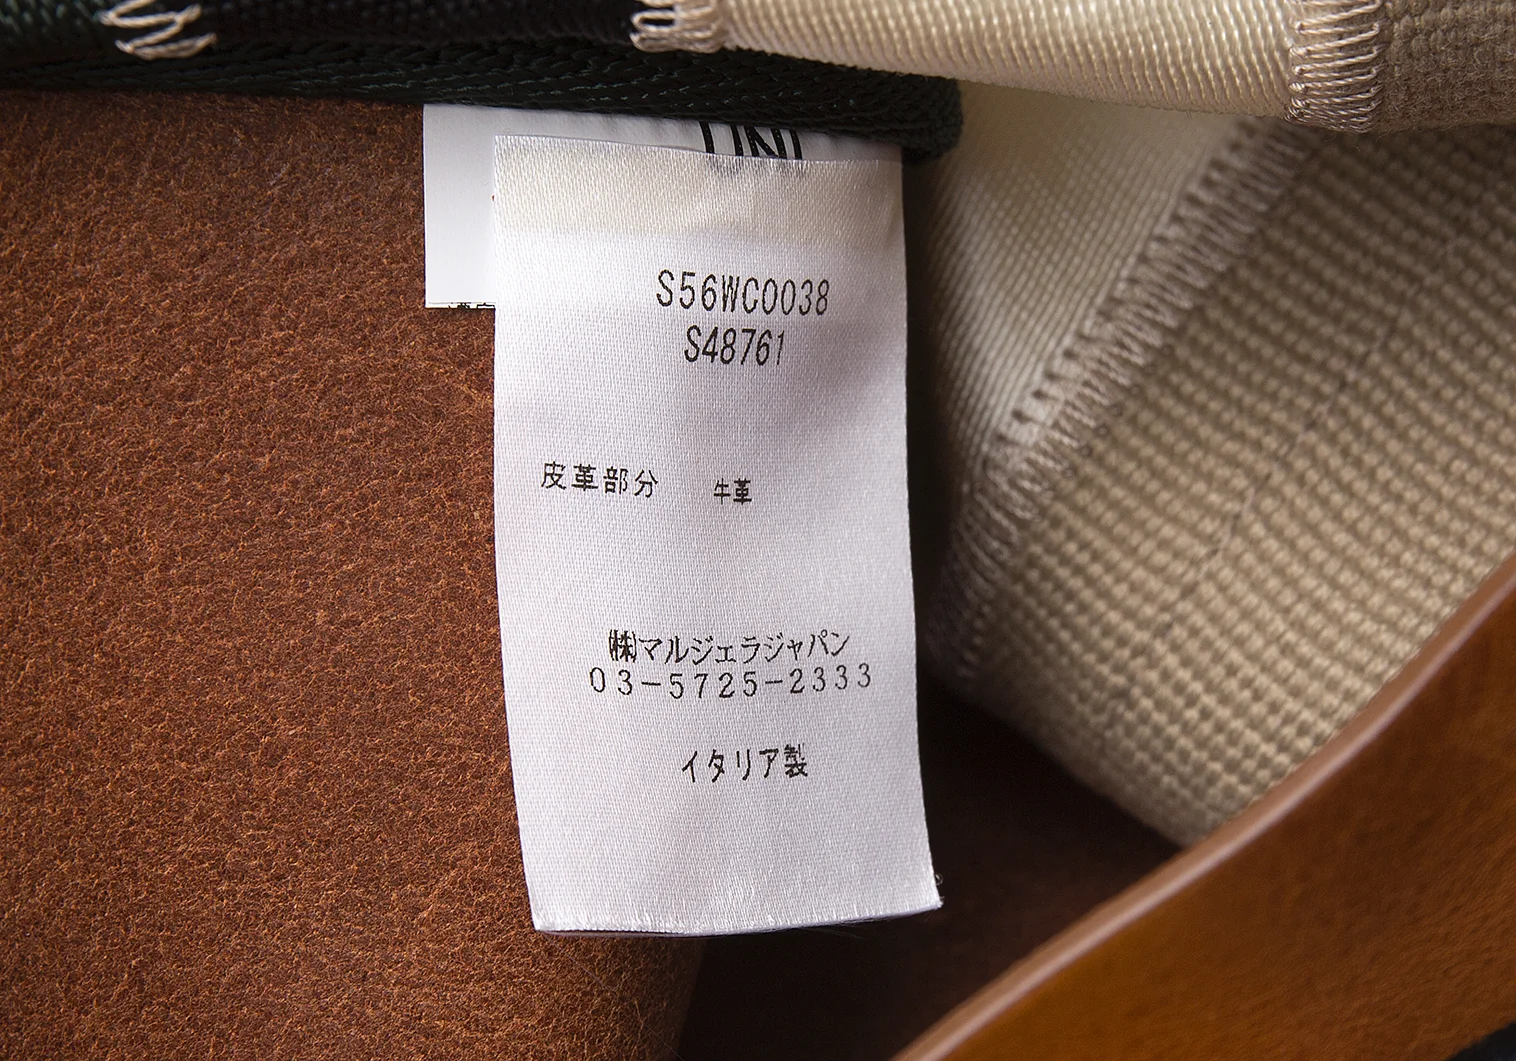 UNI
S56WC0038
S48761
皮革部分 牛革
㈱マルジェラジャパン
03-5725-2333
イタリア製